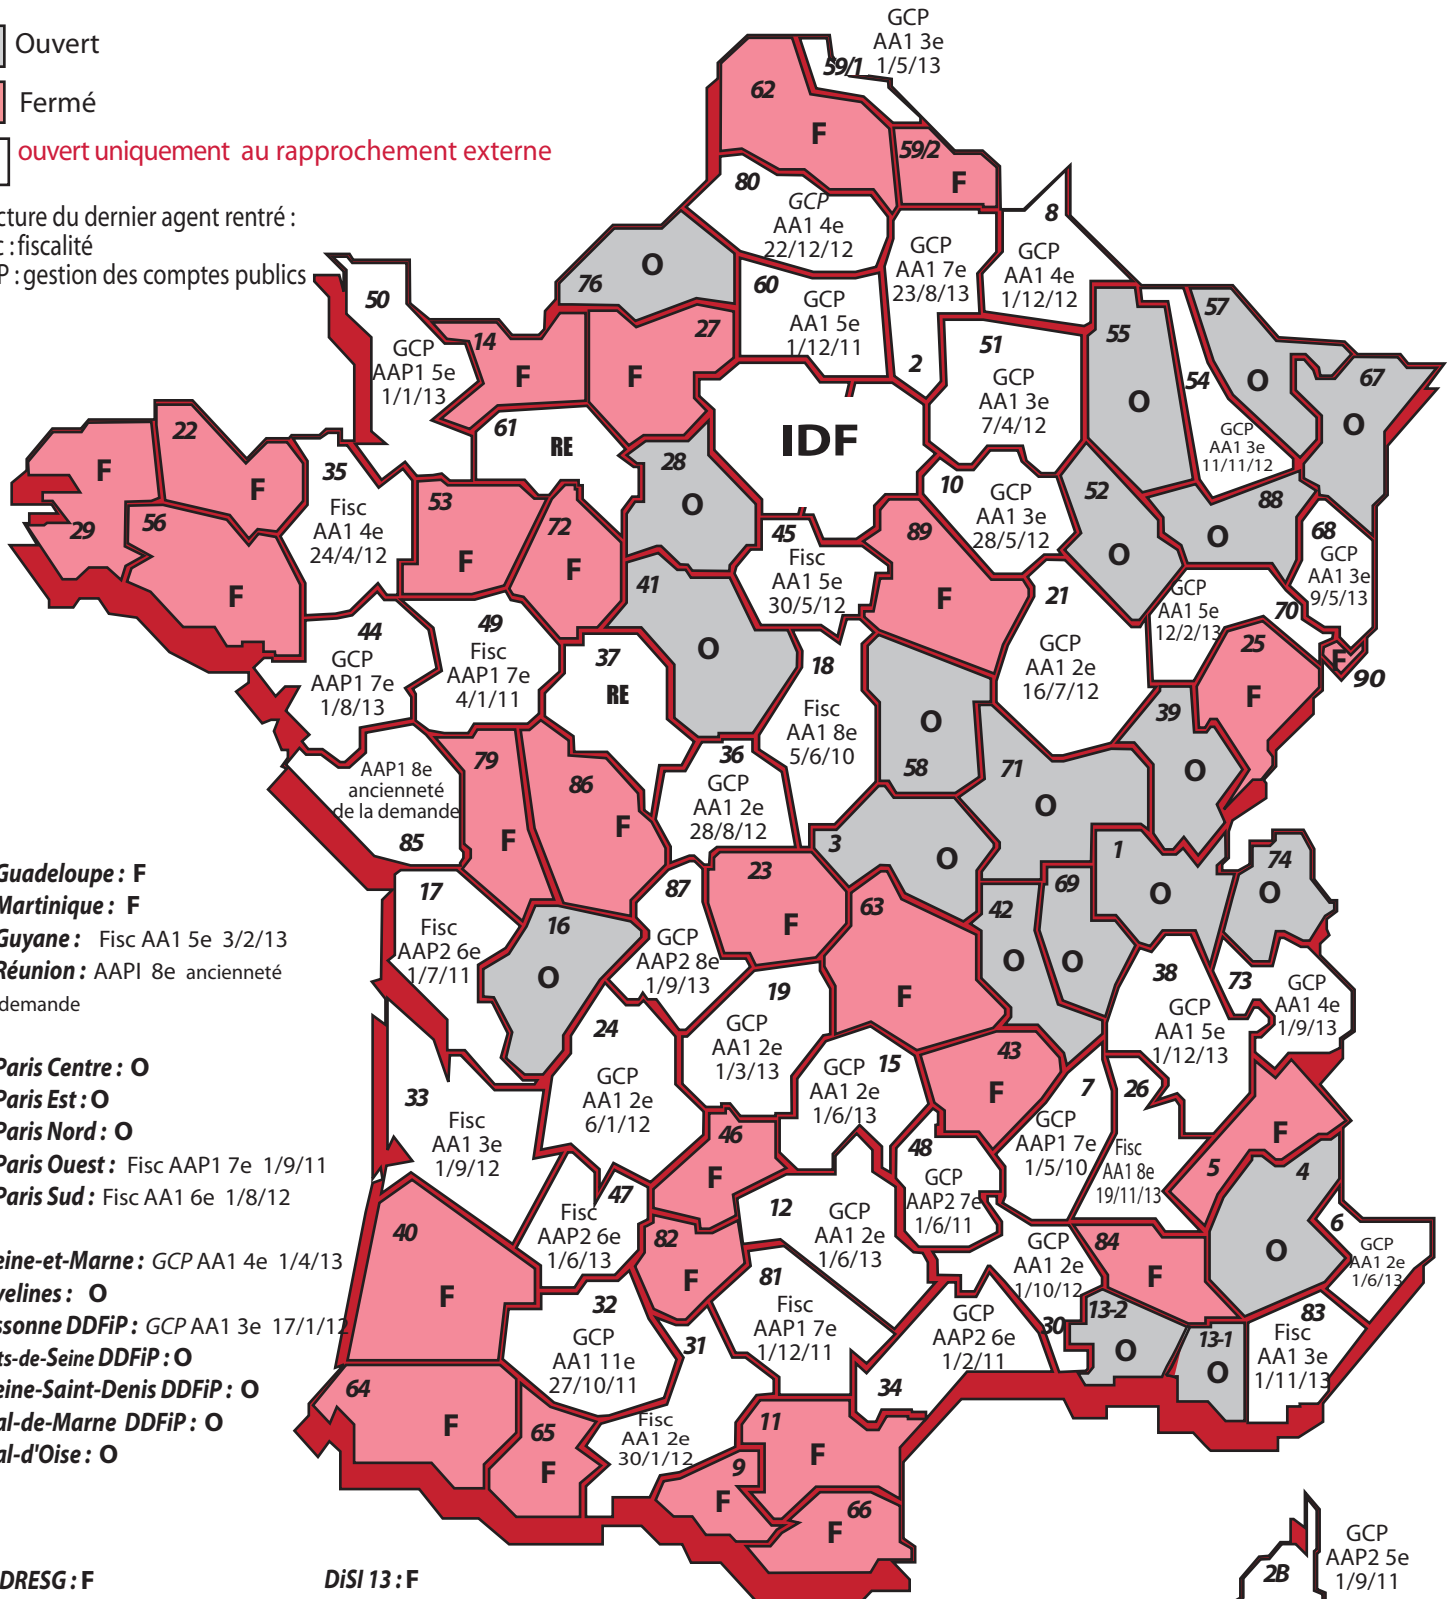 Ouvert
Fermé
ouvert uniquement au rapprochement externe
cture du dernier agent rentré :
c : fiscalité
P : gestion des comptes publics
GCP
AA1 3e
1/5/13
59/1
62
F
59/2
F
80
GCP
AA1 4e
22/12/12
8
GCP
AA1 4e
1/12/12
GCP
AA1 7e
23/8/13
2
76
O
60
GCP
AA1 5e
1/12/11
50
GCP
AAP1 5e
1/1/13
14
F
27
F
51
GCP
AA1 3e
7/4/12
55
O
57
O
54
GCP
AA1 3e
11/11/12
67
O
61
RE
IDF
22
F
F
29
35
Fisc
AA1 4e
24/4/12
56
F
53
F
72
F
28
O
10
GCP
AA1 3e
28/5/12
52
O
88
O
68
GCP
AA1 3e
9/5/13
45
Fisc
AA1 5e
30/5/12
89
F
41
O
21
GCP
AA1 2e
16/7/12
GCP
AA1 5e
12/2/13
70
25
F
F
90
44
GCP
AAP1 7e
1/8/13
49
Fisc
AAP1 7e
4/1/11
37
RE
18
Fisc
AA1 8e
5/6/10
O
58
39
O
71
O
36
GCP
AA1 2e
28/8/12
AAP1 8e
ancienneté
de la demande
85
79
F
86
F
3
O
1
O
74
O
17
Fisc
AAP2 6e
1/7/11
16
O
87
GCP
AAP2 8e
1/9/13
23
F
63
F
42
O
69
O
38
GCP
AA1 5e
1/12/13
73
GCP
AA1 4e
1/9/13
Guadeloupe : F
Martinique : F
Guyane : Fisc AA1 5e 3/2/13
Réunion : AAPI 8e ancienneté
demande
19
GCP
AA1 2e
1/3/13
24
GCP
AA1 2e
6/1/12
15
GCP
AA1 2e
1/6/13
43
F
7
GCP
AAP1 7e
1/5/10
26
Fisc
AA1 8e
19/11/13
F
5
4
O
33
Fisc
AA1 3e
1/9/12
Paris Centre : O
Paris Est : O
Paris Nord : O
Paris Ouest : Fisc AAP1 7e 1/9/11
Paris Sud : Fisc AA1 6e 1/8/12
46
F
48
GCP
AAP2 7e
1/6/11
47
Fisc
AAP2 6e
1/6/13
12
GCP
AA1 2e
1/6/13
6
GCP
AA1 2e
1/6/13
40
F
82
F
GCP
AA1 2e
1/10/12
30
84
F
eine-et-Marne : GCP AA1 4e 1/4/13
velines : O
ssonne DDFiP : GCP AA1 3e 17/1/12
ts-de-Seine DDFiP : O
eine-Saint-Denis DDFiP : O
al-de-Marne DDFiP : O
al-d'Oise : O
32
GCP
AA1 11e
27/10/11
81
Fisc
AAP1 7e
1/12/11
GCP
AAP2 6e
1/2/11
34
13-2
O
13-1
O
83
Fisc
AA1 3e
1/11/13
31
Fisc
AA1 2e
30/1/12
64
F
65
F
11
F
9
F
66
F
DRESG : F
DiSI 13 : F
2B
GCP
AAP2 5e
1/9/11